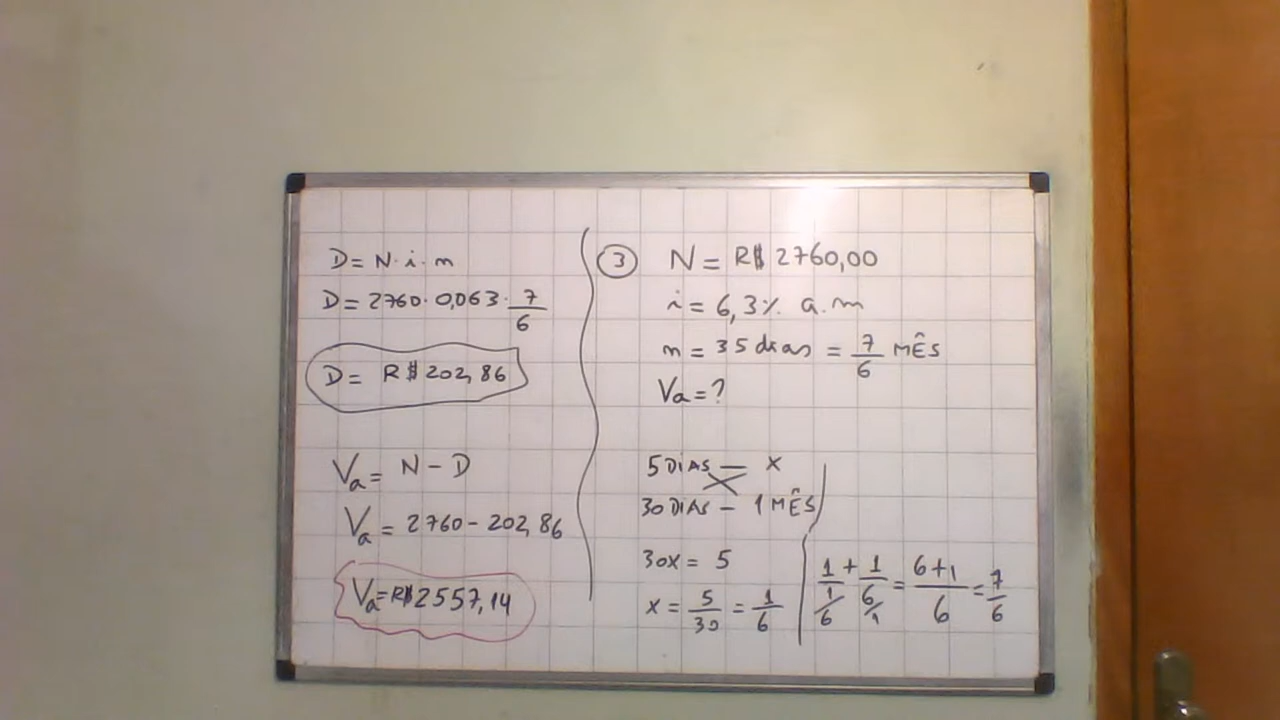 D = N · i · n
D = 2760 · 0,063 · 7/6
D = R$ 202,86
Va = N - D
Va = 2760 - 202,86
Va = R$ 2557,14
3 N = R$ 2760,00
i = 6,3% a.m
n = 35 dias = 7/6 MÊS
Va = ?
5 DIAS — x
30 DIAS - 1 MÊS
30x = 5
x = 5/30 = 1/6
1/1 + 1/6 = 6+1/6 = 7/6
/6 /1